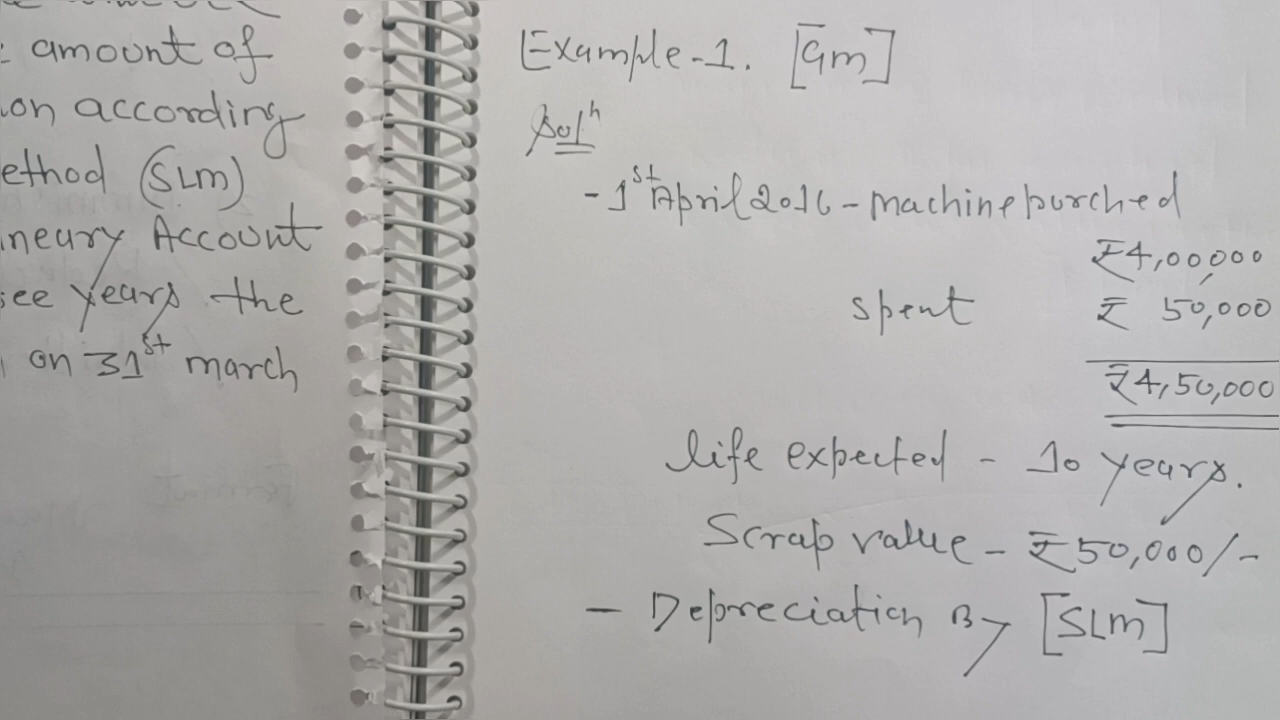 amount of
on according
ethod (SLM)
neary Account
ee years the
on 31st march
Example-1. [9m]
Soln
- 1st April 2016 - machine purched
₹4,00,000
spent ₹ 50,000
₹4,50,000
life expected - 10 years.
Scrap value - ₹50,000/-
- Depreciation By [SLM]